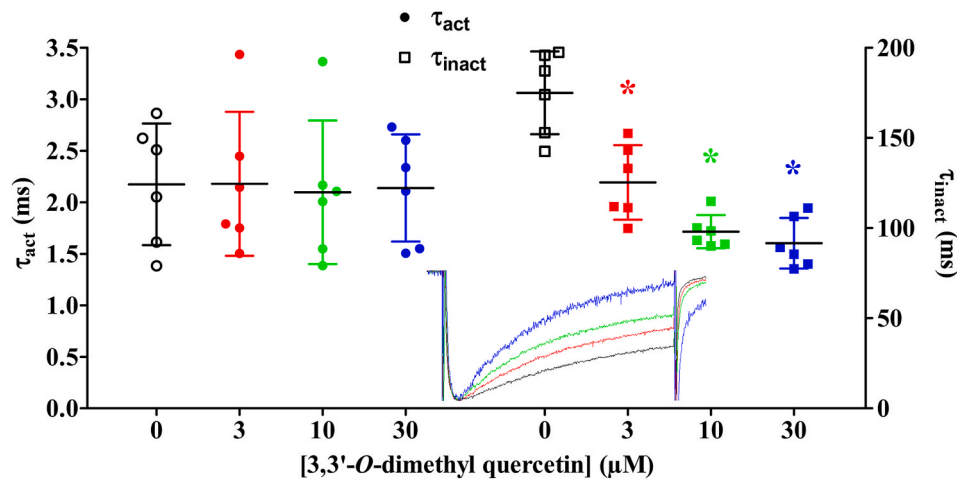 τact
τinact
3.5
3.0
2.5
2.0
1.5
1.0
0.5
0.0
τact (ms)
200
150
100
50
0
τinact (ms)
* * *
0 3 10 30 0 3 10 30
[3,3'-O-dimethyl quercetin] (µM)